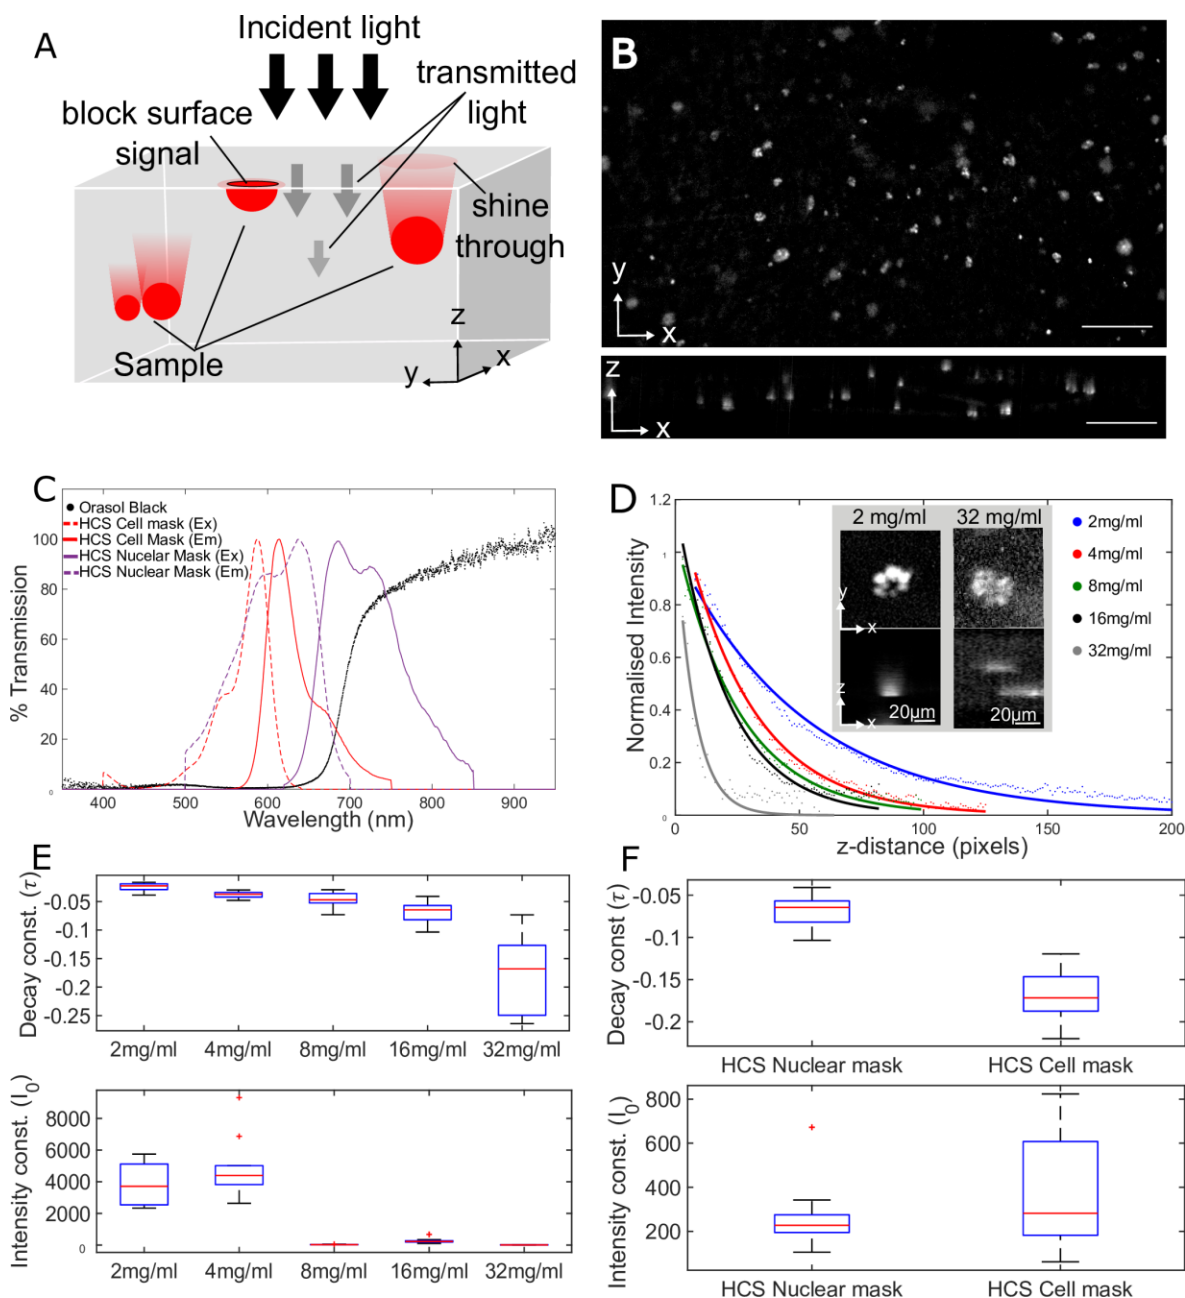 A
Incident light
transmitted
light
block surface
signal
shine
through
Sample
z
x
y
B
y
x
z
x
C
Orasol Black
HCS Cell mask (Ex)
HCS Cell Mask (Em)
HCS Nucelar Mask (Ex)
HCS Nuclear Mask (Em)
% Transmission
100
80
60
40
20
0
400 500 600 700 800 900
Wavelength (nm)
D
Normalised Intensity
1.2
1
0.8
0.6
0.4
0.2
0
0 50 100 150 200
z-distance (pixels)
2 mg/ml 32 mg/ml
y
x
z
x
20µm 20µm
2mg/ml
4mg/ml
8mg/ml
16mg/ml
32mg/ml
E
Decay const. (τ)
-0.05
-0.1
-0.15
-0.2
-0.25
2mg/ml 4mg/ml 8mg/ml 16mg/ml 32mg/ml
Intensity const. (I_0)
8000
6000
4000
2000
0
2mg/ml 4mg/ml 8mg/ml 16mg/ml 32mg/ml
F
Decay const (τ)
-0.05
-0.1
-0.15
-0.2
HCS Nuclear mask HCS Cell mask
Intensity const. (I_0)
800
600
400
200
HCS Nuclear mask HCS Cell mask